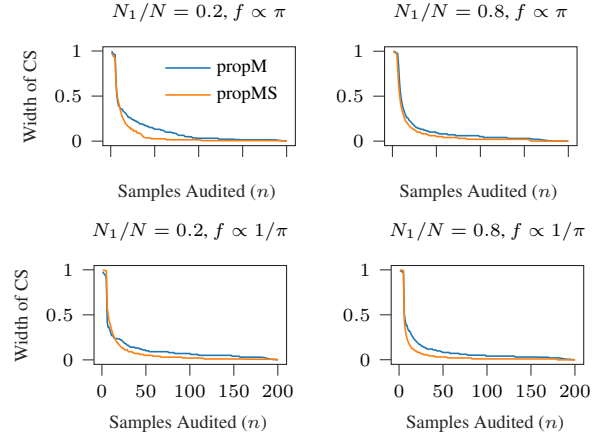 N₁/N = 0.2, f ∝ π
N₁/N = 0.8, f ∝ π
Width of CS
1
0.5
0
propM
propMS
1
0.5
0
Samples Audited (n)
Samples Audited (n)
N₁/N = 0.2, f ∝ 1/π
N₁/N = 0.8, f ∝ 1/π
Width of CS
1
0.5
0
0 50 100 150 200
1
0.5
0
0 50 100 150 200
Samples Audited (n)
Samples Audited (n)